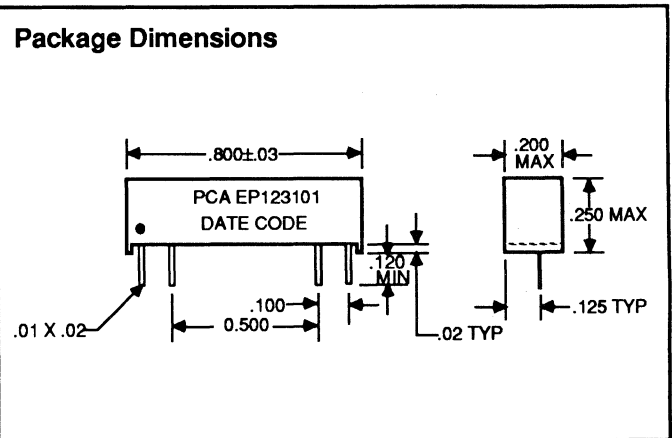 Package Dimensions
.800±.03
.200
MAX
PCA EP123101
DATE CODE
.250 MAX
.120
MIN
.100
.125 TYP
.01 X .02
0.500
.02 TYP